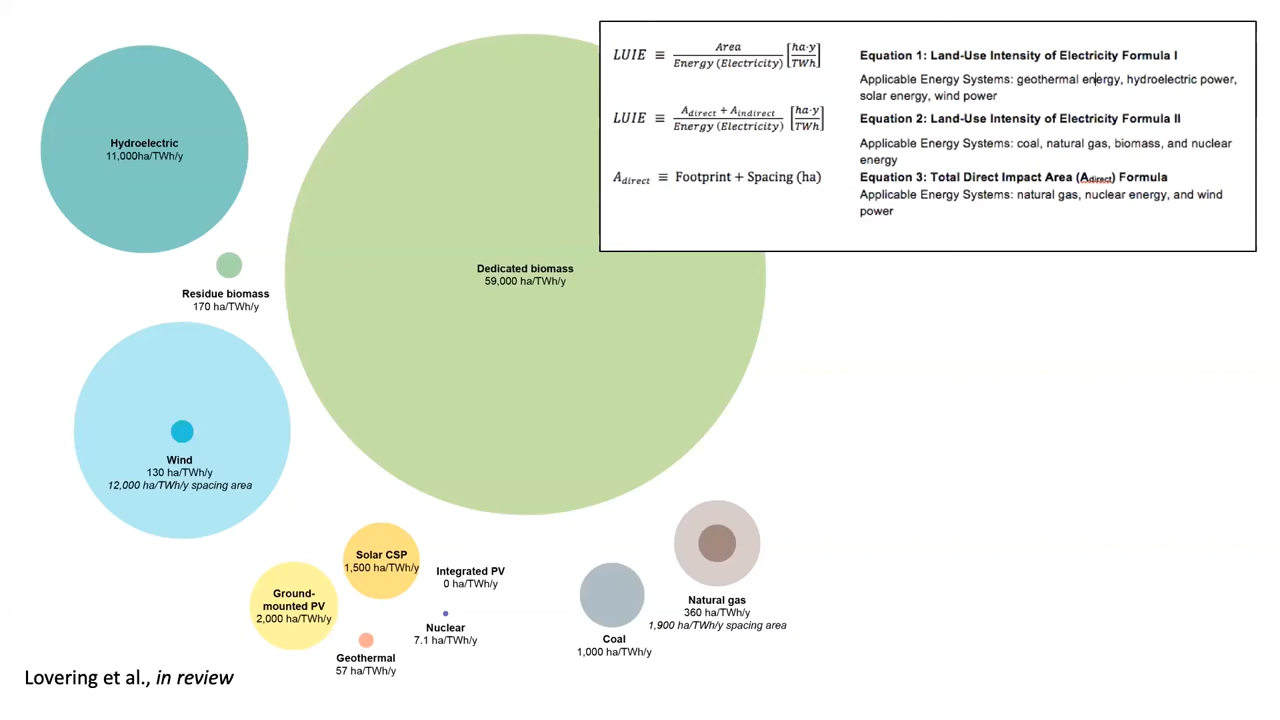 LUIE ≡ Area / Energy (Electricity) [ha·y / TWh]
Equation 1: Land-Use Intensity of Electricity Formula I
Applicable Energy Systems: geothermal energy, hydroelectric power,
solar energy, wind power
LUIE ≡ A_direct + A_indirect / Energy (Electricity) [ha·y / TWh]
Equation 2: Land-Use Intensity of Electricity Formula II
Applicable Energy Systems: coal, natural gas, biomass, and nuclear
energy
A_direct ≡ Footprint + Spacing (ha)
Equation 3: Total Direct Impact Area (A_direct) Formula
Applicable Energy Systems: natural gas, nuclear energy, and wind
power
Hydroelectric
11,000ha/TWh/y
Dedicated biomass
59,000 ha/TWh/y
Residue biomass
170 ha/TWh/y
Wind
130 ha/TWh/y
12,000 ha/TWh/y spacing area
Solar CSP
1,500 ha/TWh/y
Integrated PV
0 ha/TWh/y
Ground-
mounted PV
2,000 ha/TWh/y
Nuclear
7.1 ha/TWh/y
Geothermal
57 ha/TWh/y
Coal
1,000 ha/TWh/y
Natural gas
360 ha/TWh/y
1,900 ha/TWh/y spacing area
Lovering et al., in review